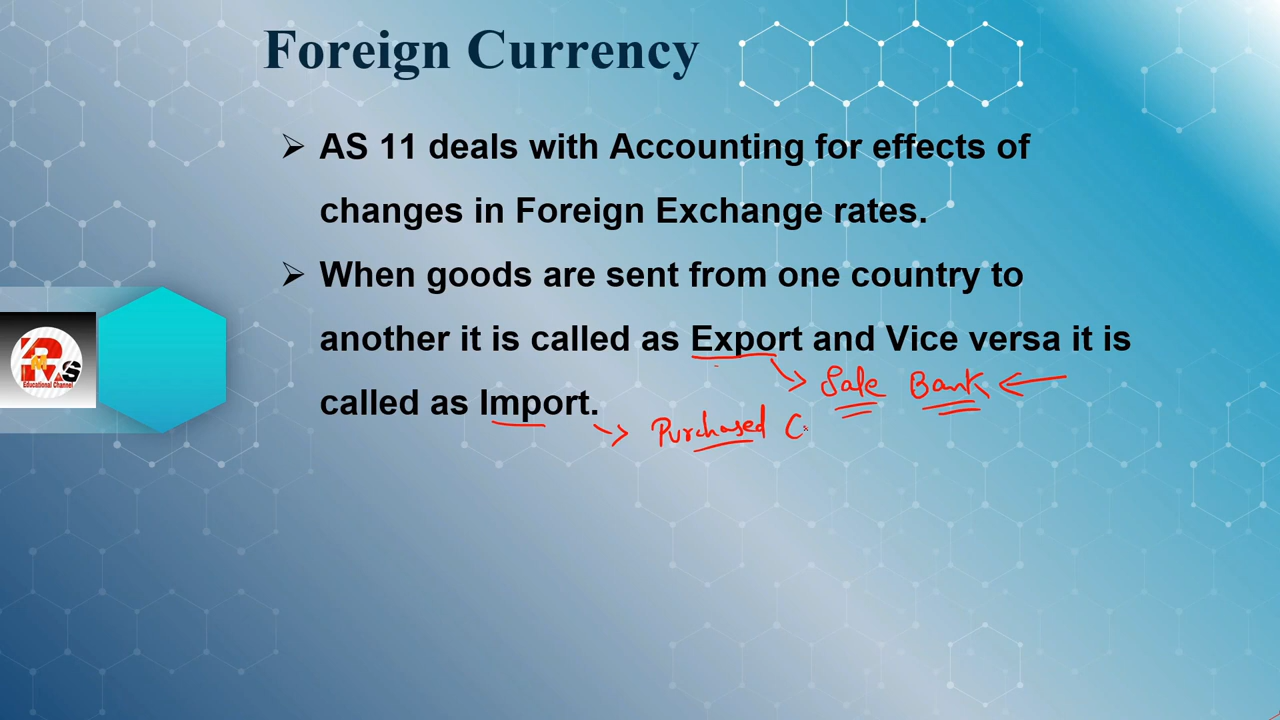 Foreign Currency
➢ AS 11 deals with Accounting for effects of
changes in Foreign Exchange rates.
➢ When goods are sent from one country to
another it is called as Export and Vice versa it is
Sale Bank
called as Import.
Purchased C
Educational Channel